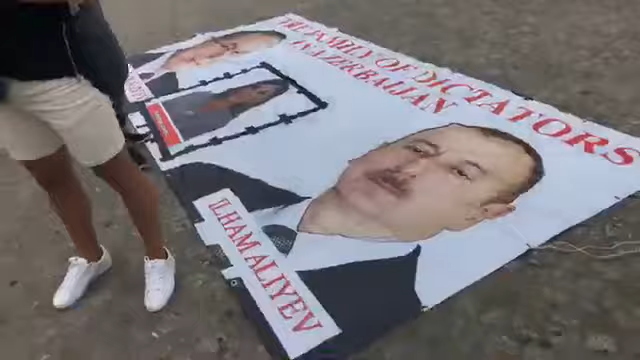 THE FAMILY OF DICTATORS
IN AZERBAIJAN
ILHAM ALIYEV